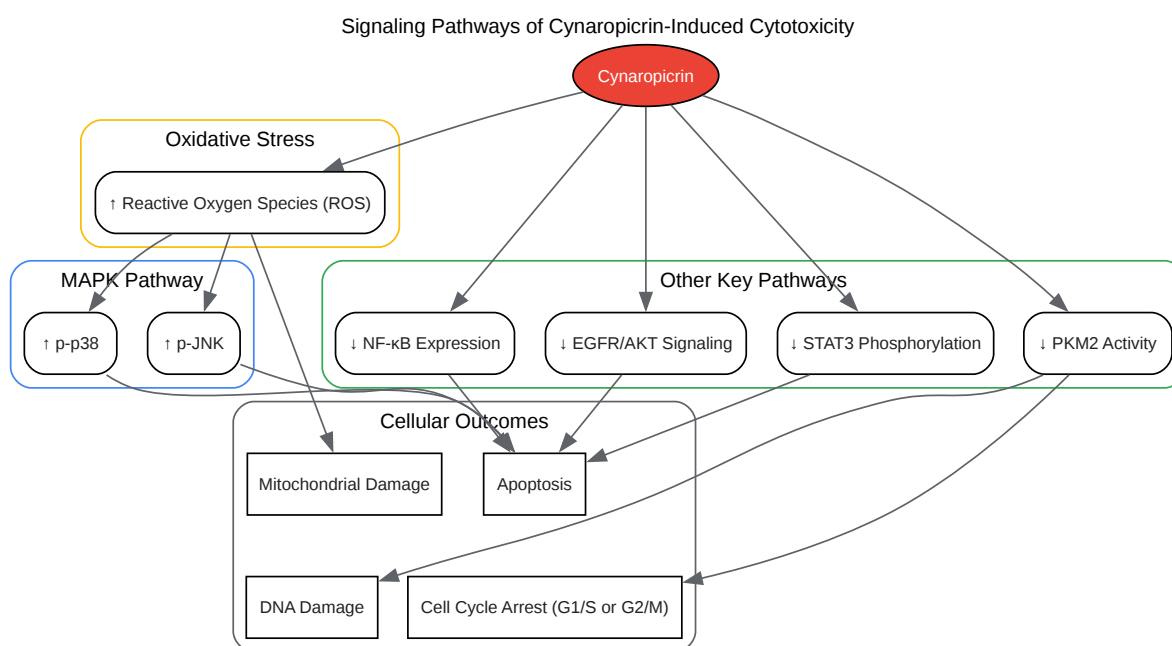 Signaling Pathways of Cynaropicrin-Induced Cytotoxicity
Cynaropicrin
Oxidative Stress
↑ Reactive Oxygen Species (ROS)
MAPK Pathway
↑ p-p38
↑ p-JNK
Other Key Pathways
↓ NF-κB Expression
↓ EGFR/AKT Signaling
↓ STAT3 Phosphorylation
↓ PKM2 Activity
Cellular Outcomes
Mitochondrial Damage
Apoptosis
DNA Damage
Cell Cycle Arrest (G1/S or G2/M)